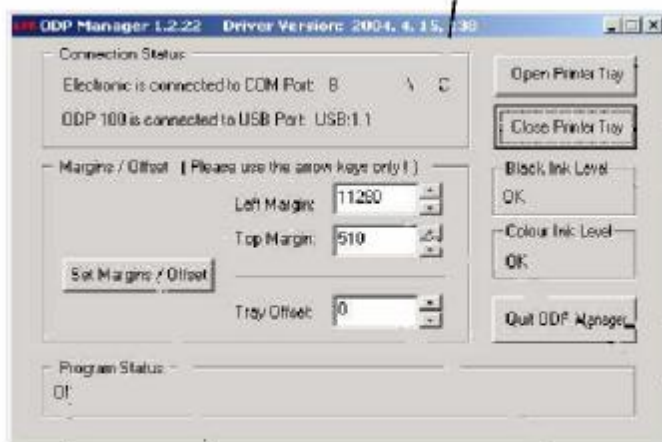 ODP Manager 1.2.22 Driver Version: 2004. 4. 15,
Connection Status
Electronic is connected to COM Port: 8
ODP 100 is connected to USB Port: USB:1.1
Open Printer Tray
Close Printer Tray
Margins / Offset ( Please use the arrow keys only ! )
Left Margin: 11280
Top Margin: 510
Set Margins / Offset
Tray Offset: 0
Black Ink Level
OK
Colour Ink Level
OK
Quit ODP Manager
Program Status